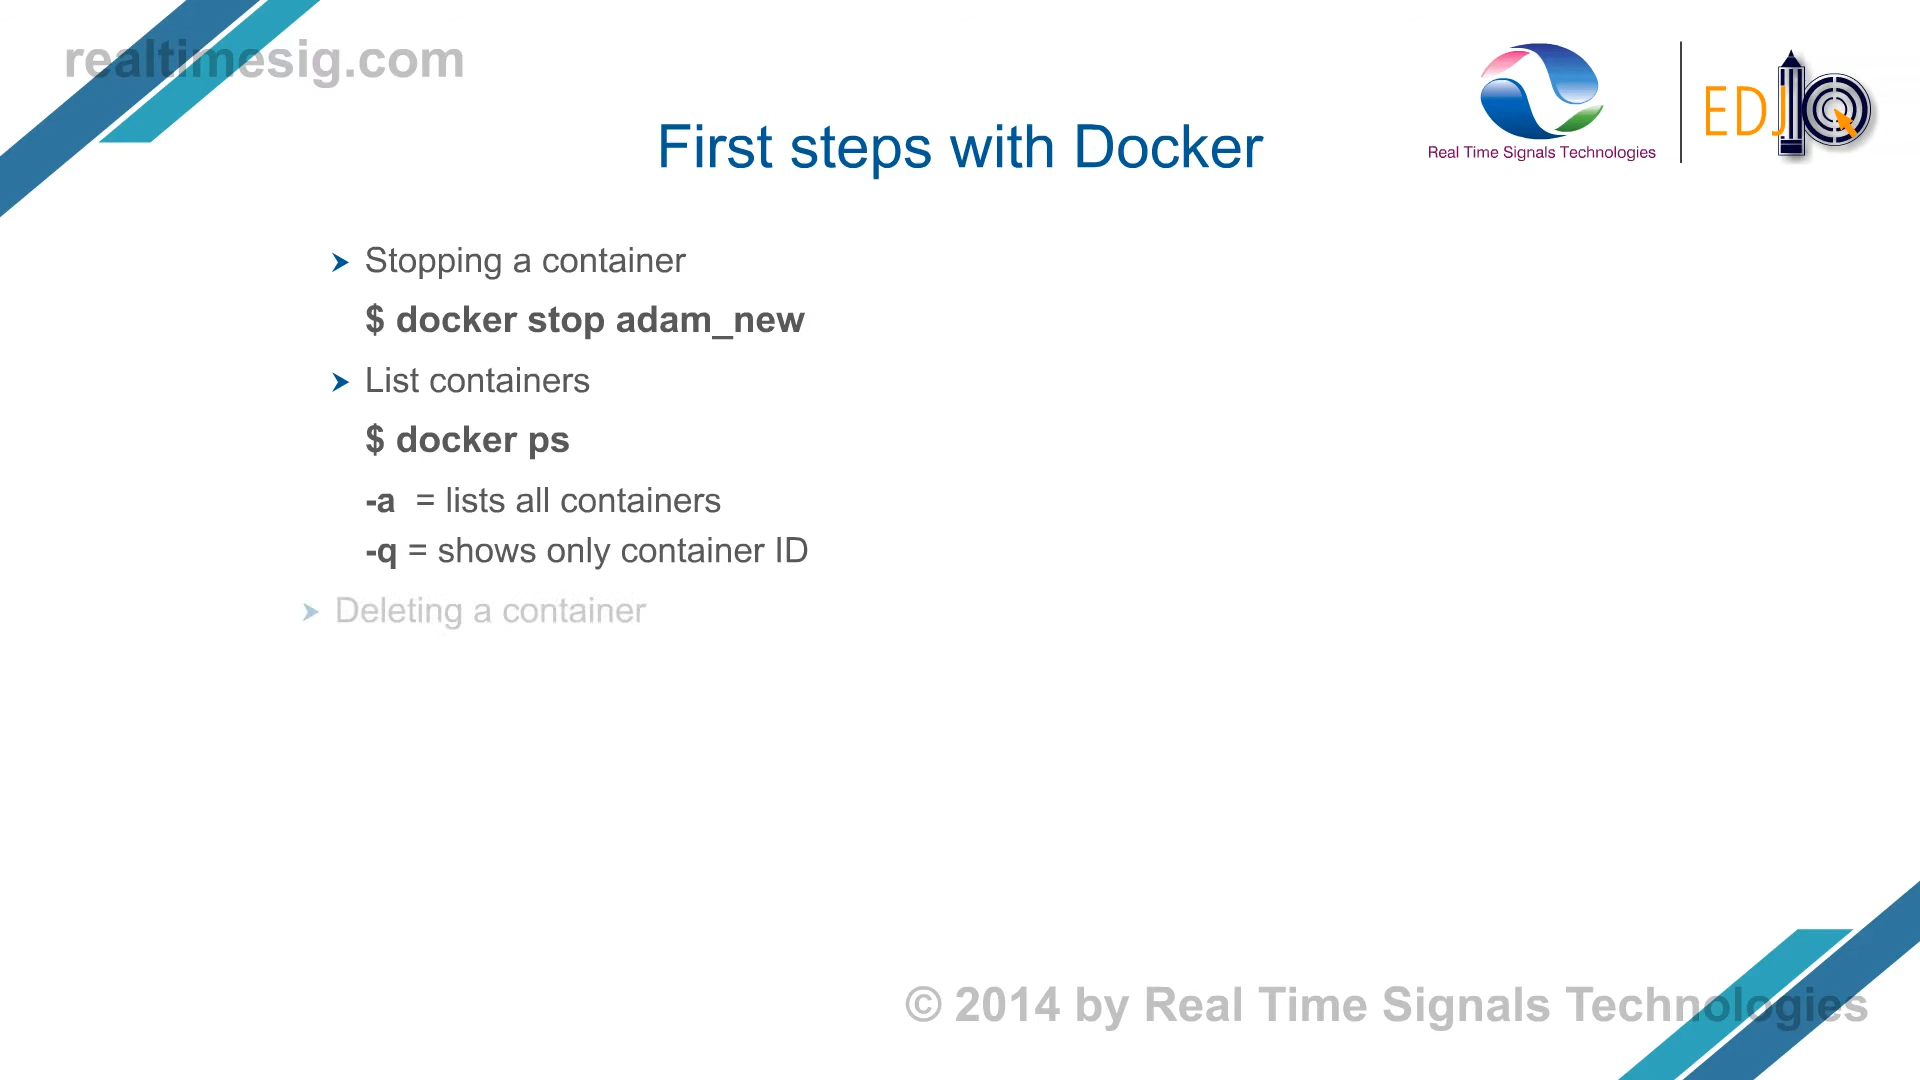 realtimesig.com
Real Time Signals Technologies
EDJ
First steps with Docker
Stopping a container
$ docker stop adam_new
List containers
$ docker ps
-a = lists all containers
-q = shows only container ID
Deleting a container
© 2014 by Real Time Signals Technologies